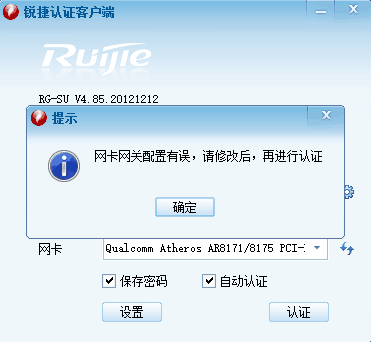 锐捷认证客户端
Ruijie
RG-SU V4.85.20121212
提示
网卡网关配置有误，请修改后，再进行认证
确定
网卡
Qualcomm Atheros AR8171/8175 PCI-
保存密码
自动认证
设置
认证